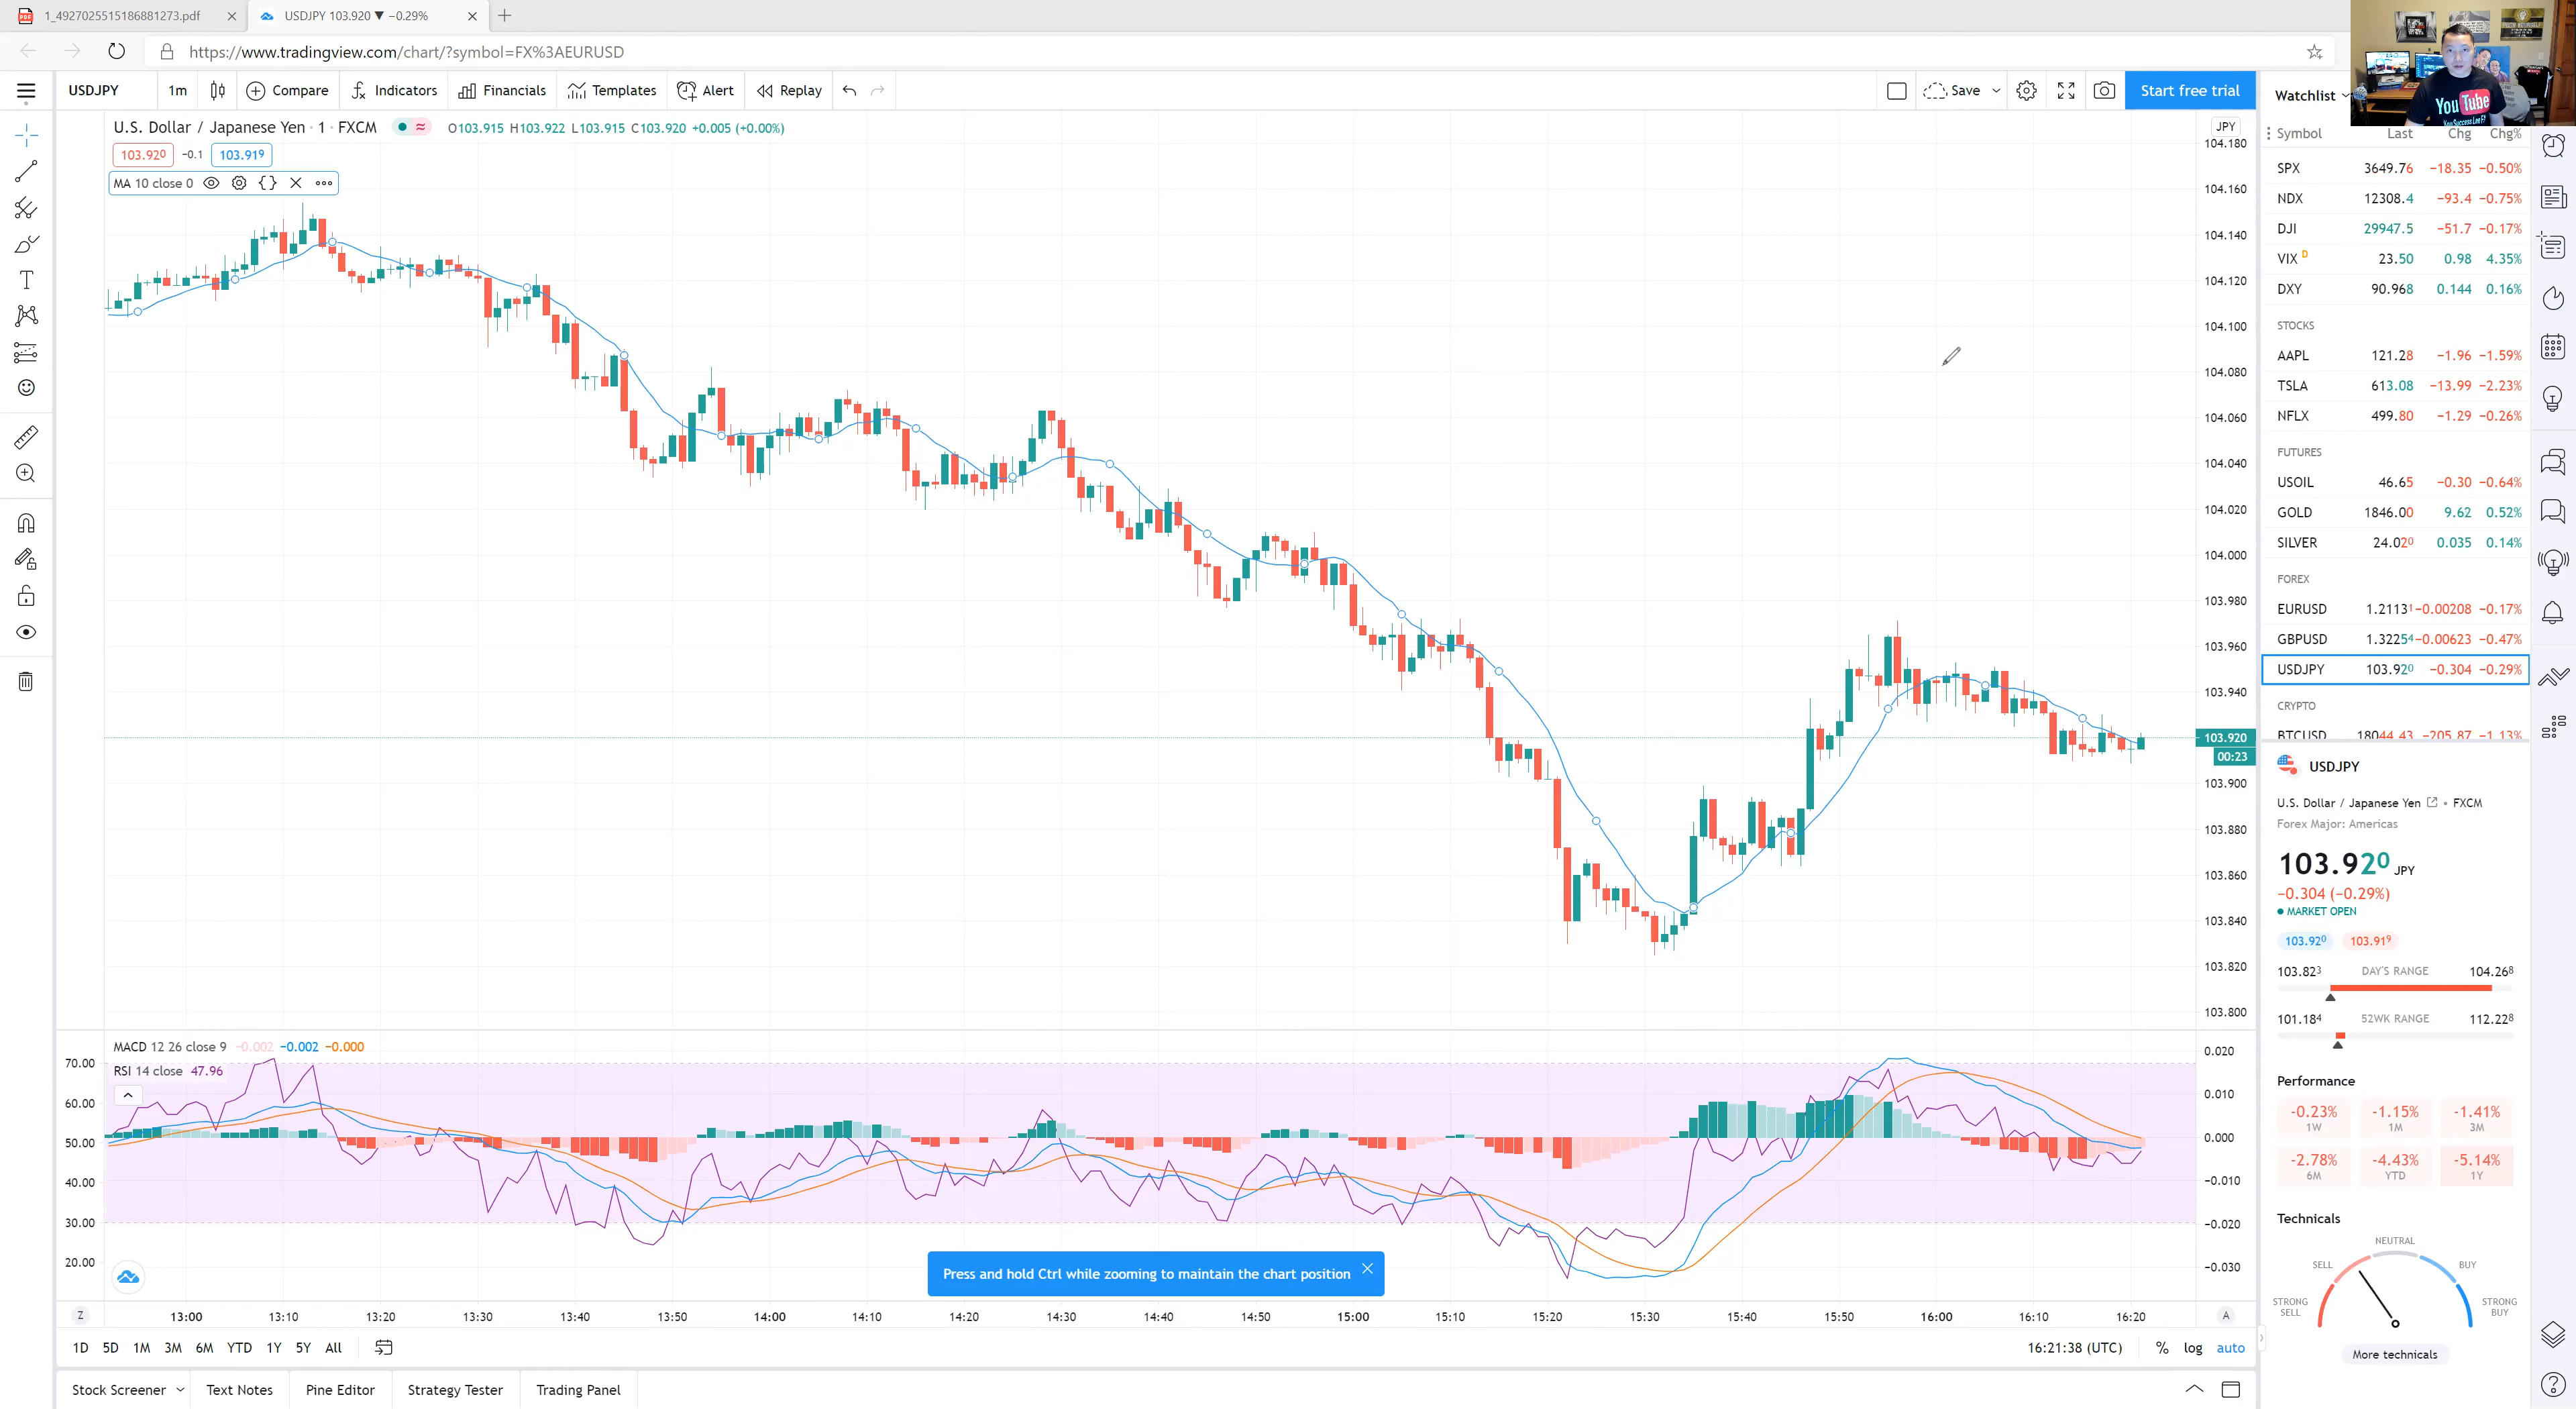 1_4927025515186881273.pdf
USDJPY 103.920 ▼ −0.29%
https://www.tradingview.com/chart/?symbol=FX%3AEURUSD
USDJPY 1m Compare Indicators Financials Templates Alert Replay Save Start free trial
U.S. Dollar / Japanese Yen · 1 · FXCM O103.915 H103.922 L103.915 C103.920 +0.005 (+0.00%)
103.920 −0.1 103.919
MA 10 close 0
JPY
104.180
104.160
104.140
104.120
104.100
104.080
104.060
104.040
104.020
104.000
103.980
103.960
103.940
103.920
00:23
103.900
103.880
103.860
103.840
103.820
103.800
MACD 12 26 close 9 −0.002 −0.002 −0.000
RSI 14 close 47.96
70.00
60.00
50.00
40.00
30.00
20.00
0.020
0.010
0.000
−0.010
−0.020
−0.030
Press and hold Ctrl while zooming to maintain the chart position
Z 13:00 13:10 13:20 13:30 13:40 13:50 14:00 14:10 14:20 14:30 14:40 14:50 15:00 15:10 15:20 15:30 15:40 15:50 16:00 16:10 16:20 A
1D 5D 1M 3M 6M YTD 1Y 5Y All 16:21:38 (UTC) % log auto
Stock Screener Text Notes Pine Editor Strategy Tester Trading Panel
Watchlist
You Tube
Symbol Last Chg Chg%
SPX 3649.76 −18.35 −0.50%
NDX 12308.4 −93.4 −0.75%
DJI 29947.5 −51.7 −0.17%
VIX D 23.50 0.98 4.35%
DXY 90.968 0.144 0.16%
STOCKS
AAPL 121.28 −1.96 −1.59%
TSLA 613.08 −13.99 −2.23%
NFLX 499.80 −1.29 −0.26%
FUTURES
USOIL 46.65 −0.30 −0.64%
GOLD 1846.00 9.62 0.52%
SILVER 24.020 0.035 0.14%
FOREX
EURUSD 1.21131 −0.00208 −0.17%
GBPUSD 1.32254 −0.00623 −0.47%
USDJPY 103.920 −0.304 −0.29%
CRYPTO
BTCUSD 18044.43 −205.87 −1.13%
USDJPY
U.S. Dollar / Japanese Yen • FXCM
Forex Major: Americas
103.920 JPY
−0.304 (−0.29%)
MARKET OPEN
103.920 103.919
103.823 DAY'S RANGE 104.268
101.184 52WK RANGE 112.228
Performance
-0.23% -1.15% -1.41%
1W 1M 3M
-2.78% -4.43% -5.14%
6M YTD 1Y
Technicals
NEUTRAL
SELL BUY
STRONG SELL STRONG BUY
More technicals